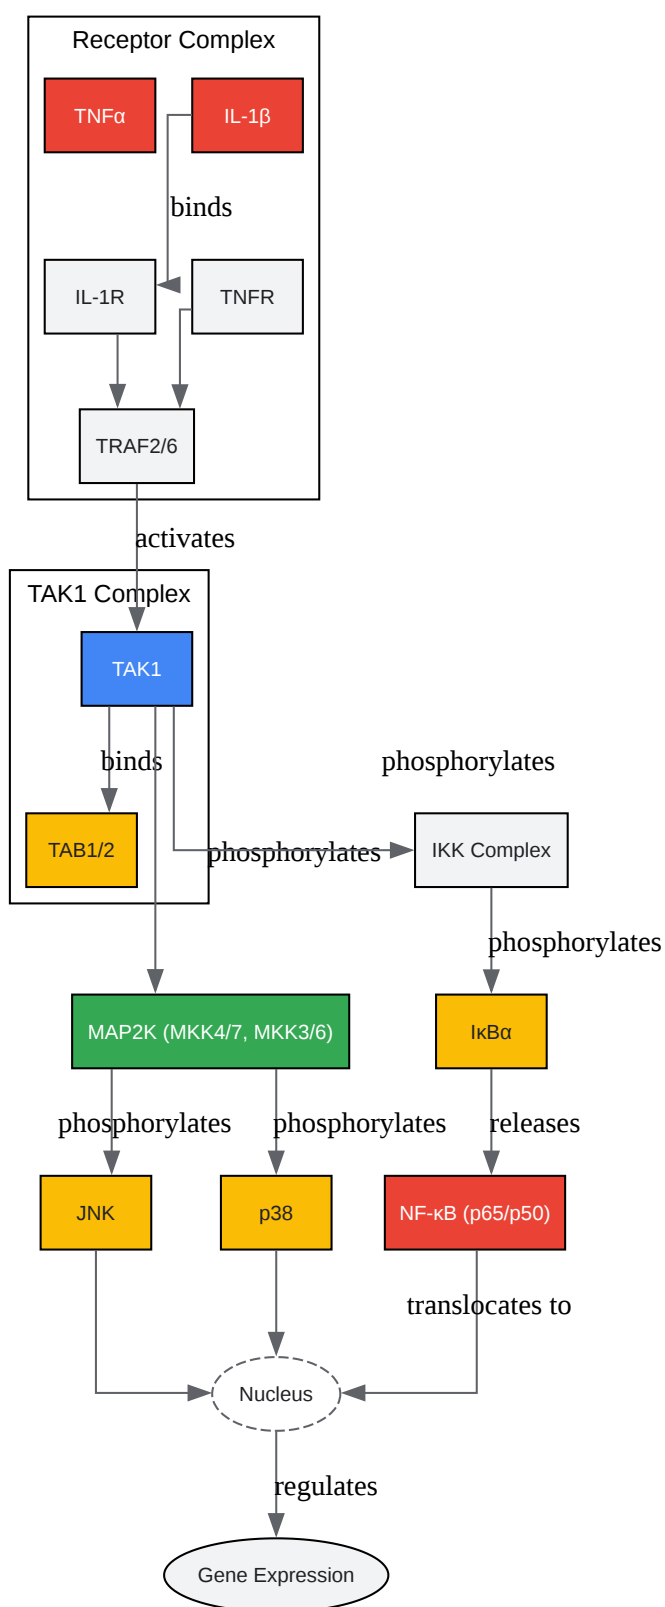 Receptor Complex
TNFα
IL-1β
binds
IL-1R
TNFR
TRAF2/6
activates
TAK1 Complex
TAK1
binds
phosphorylates
TAB1/2
phosphorylates
IKK Complex
phosphorylates
MAP2K (MKK4/7, MKK3/6)
IκBα
phosphorylates
phosphorylates
releases
JNK
p38
NF-κB (p65/p50)
translocates to
Nucleus
regulates
Gene Expression